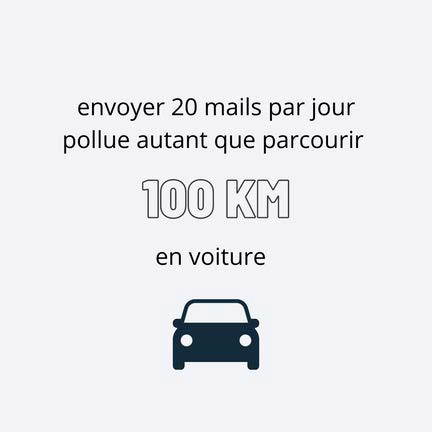 envoyer 20 mails par jour
pollue autant que parcourir
100 KM
en voiture